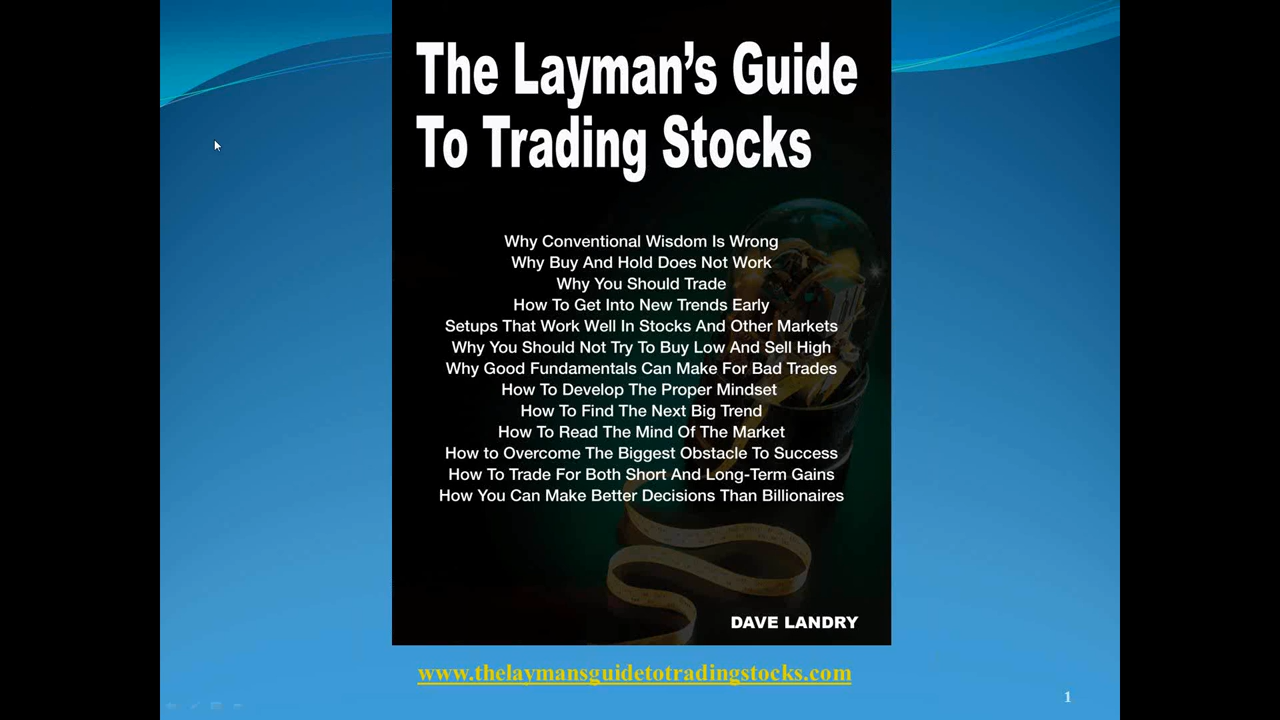 The Layman's Guide
To Trading Stocks
Why Conventional Wisdom Is Wrong
Why Buy And Hold Does Not Work
Why You Should Trade
How To Get Into New Trends Early
Setups That Work Well In Stocks And Other Markets
Why You Should Not Try To Buy Low And Sell High
Why Good Fundamentals Can Make For Bad Trades
How To Develop The Proper Mindset
How To Find The Next Big Trend
How To Read The Mind Of The Market
How to Overcome The Biggest Obstacle To Success
How To Trade For Both Short And Long-Term Gains
How You Can Make Better Decisions Than Billionaires
DAVE LANDRY
www.thelaymansguidetotradingstocks.com
1